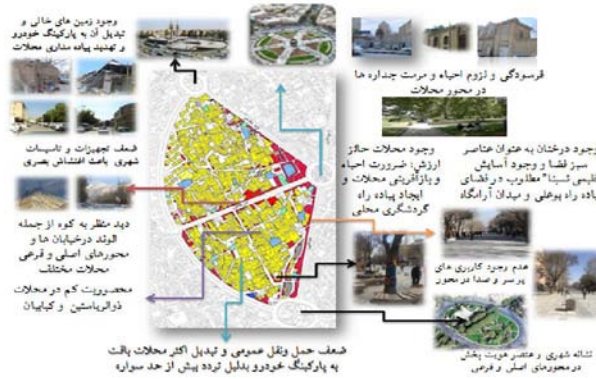 وجود زمین های خالی و
تبدیل آن به پارکینگ خودرو
و تهدید پیاده مداری محلات
فرسودگی و لزوم احیاء و مرمت جداره ها
در محور محلات
ضعف تجهیزات و تاسیسات
شهری باعث اغتشاش بصری
وجود محلات حائز
ارزش: ضرورت احیاء
و بازآفرینی محلات و
ایجاد پیاده راه
گردشگری محلی
وجود درختان به عنوان عناصر
سبز فضا و وجود آسایش
اقلیمی نسبتا" مطلوب در فضای
پیاده راه بوعلی و میدان آرامگاه
دید منظر به کوه از جمله
الوند درخیابان ها و
محورهای اصلی و فرعی
محلات مختلف
عدم وجود کاربری های
پر سر و صدا در محور
محصوریت کم در محلات
ذوالریاستین و کبابیان
ضعف حمل ونقل عمومی و تبدیل اکثر محلات بافت
به پارکینگ خودرو بدلیل تردد بیش از حد سواره
نشانه شهری و عنصر هویت بخش
در محورهای اصلی و فرعی